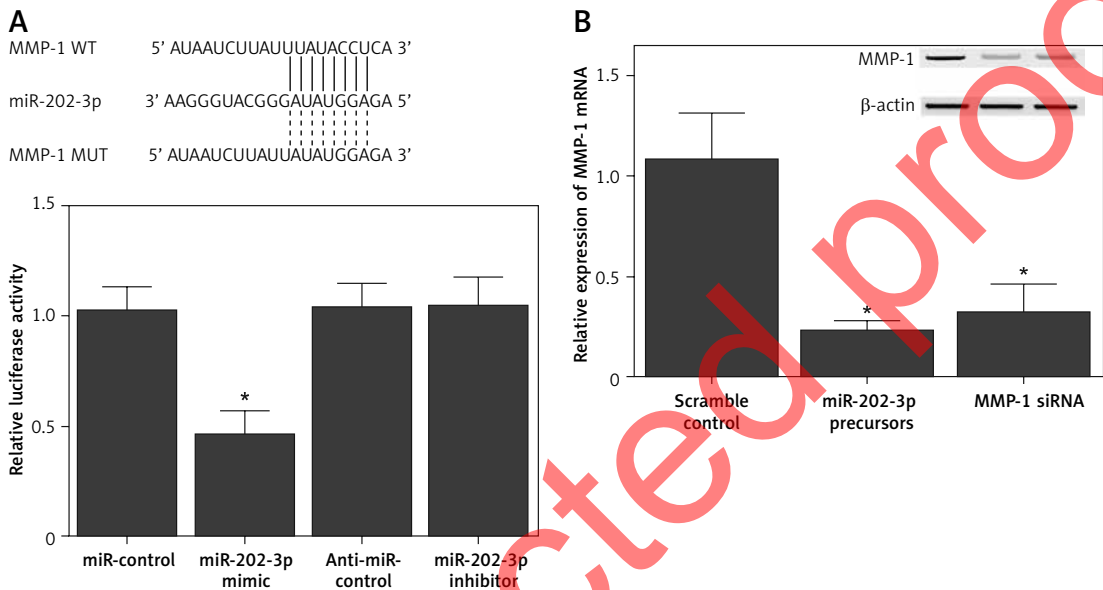 A
MMP-1 WT 5’ AUAAUCUUAUUUAUACCUCA 3’
miR-202-3p 3’ AAGGGUACGGGAUAUGGAGA 5’
MMP-1 MUT 5’ AUAAUCUUAUUAUAUGGAGA 3’
Relative luciferase activity
1.5
1.0
0.5
0
*
miR-control
miR-202-3p mimic
Anti-miR-control
miR-202-3p inhibitor
B
Relative expression of MMP-1 mRNA
1.5
1.0
0.5
0
MMP-1
β-actin
*
*
Scramble control
miR-202-3p precursors
MMP-1 siRNA
cted proo